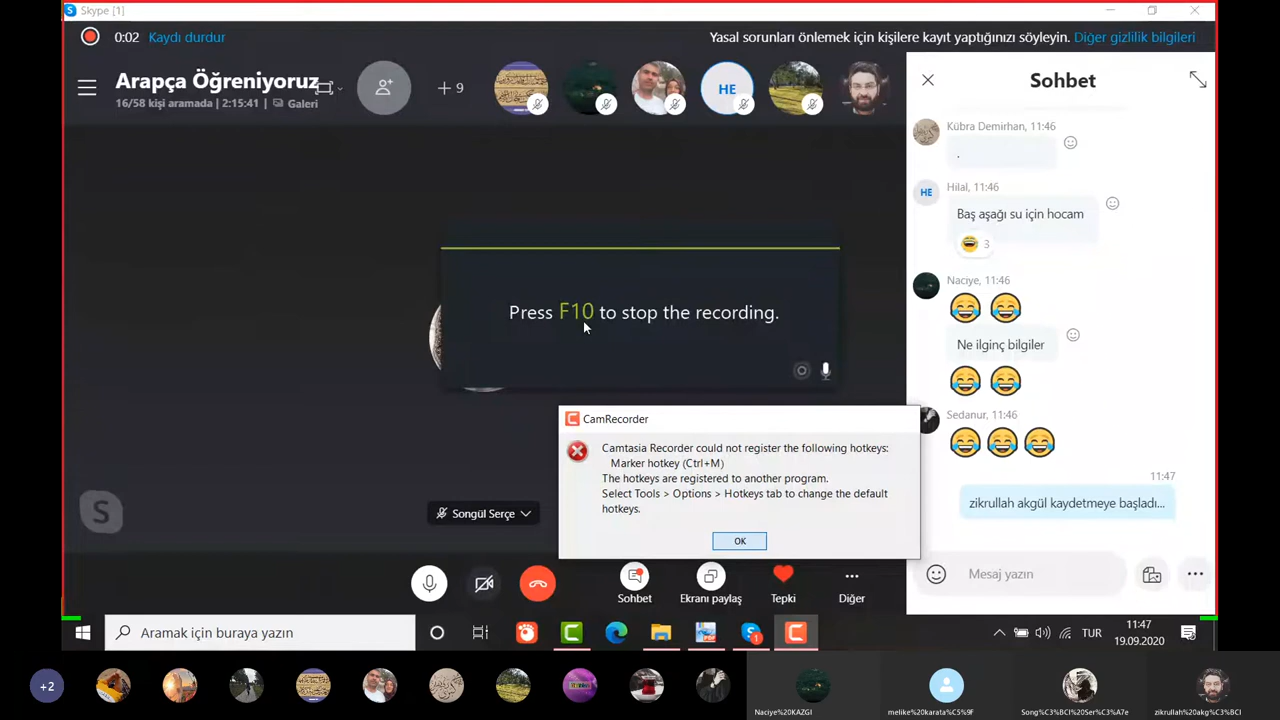 Skype [1]
0:02 Kaydı durdur
Yasal sorunları önlemek için kişilere kayıt yaptığınızı söyleyin. Diğer gizlilik bilgileri
Arapça Öğreniyoruz
16/58 kişi aramada | 2:15:41 | Galeri
+ 9
HE
Sohbet
Kübra Demirhan, 11:46
.
HE
Hilal, 11:46
Baş aşağı su için hocam
3
Naciye, 11:46
Ne ilginç bilgiler
Sedanur, 11:46
11:47
zikrullah akgül kaydetmeye başladı...
Press F10 to stop the recording.
CamRecorder
Camtasia Recorder could not register the following hotkeys:
Marker hotkey (Ctrl+M)
The hotkeys are registered to another program.
Select Tools > Options > Hotkeys tab to change the default
hotkeys.
OK
S
Songül Serçe
Sohbet
Ekranı paylaş
Tepki
Diğer
Mesaj yazın
Aramak için buraya yazın
TUR
11:47
19.09.2020
+2
Naciye%20KAZGI
melike%20karata%C5%9F
Song%C3%BCl%20Ser%C3%A7e
zikrullah%20akg%C3%BCl